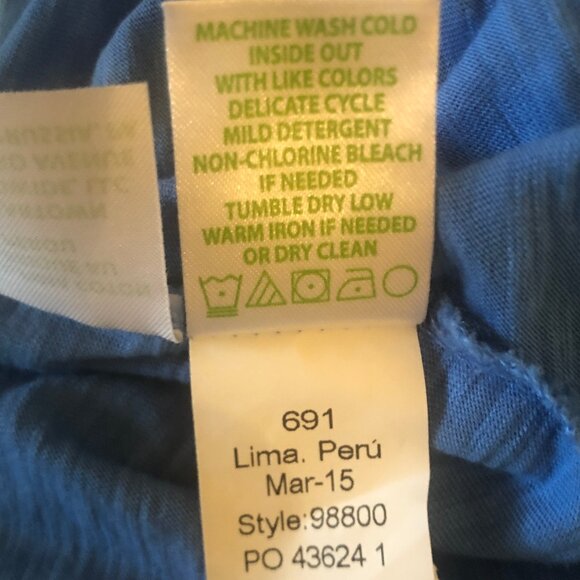 MACHINE WASH COLD
INSIDE OUT
WITH LIKE COLORS
DELICATE CYCLE
MILD DETERGENT
NON-CHLORINE BLEACH
IF NEEDED
TUMBLE DRY LOW
WARM IRON IF NEEDED
OR DRY CLEAN
691
Lima. Perú
Mar-15
Style:98800
PO 43624 1